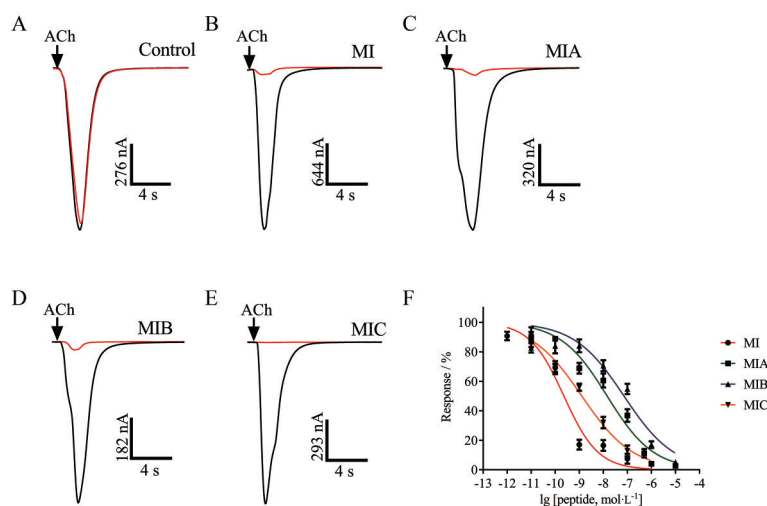 A
ACh
Control
276 nA
4 s
B
ACh
MI
644 nA
4 s
C
ACh
MIA
320 nA
4 s
D
ACh
MIB
182 nA
4 s
E
ACh
MIC
293 nA
4 s
F
Response / %
100
80
60
40
20
0
-13 -12 -11 -10 -9 -8 -7 -6 -5 -4
lg [peptide, mol·L⁻¹]
MI
MIA
MIB
MIC